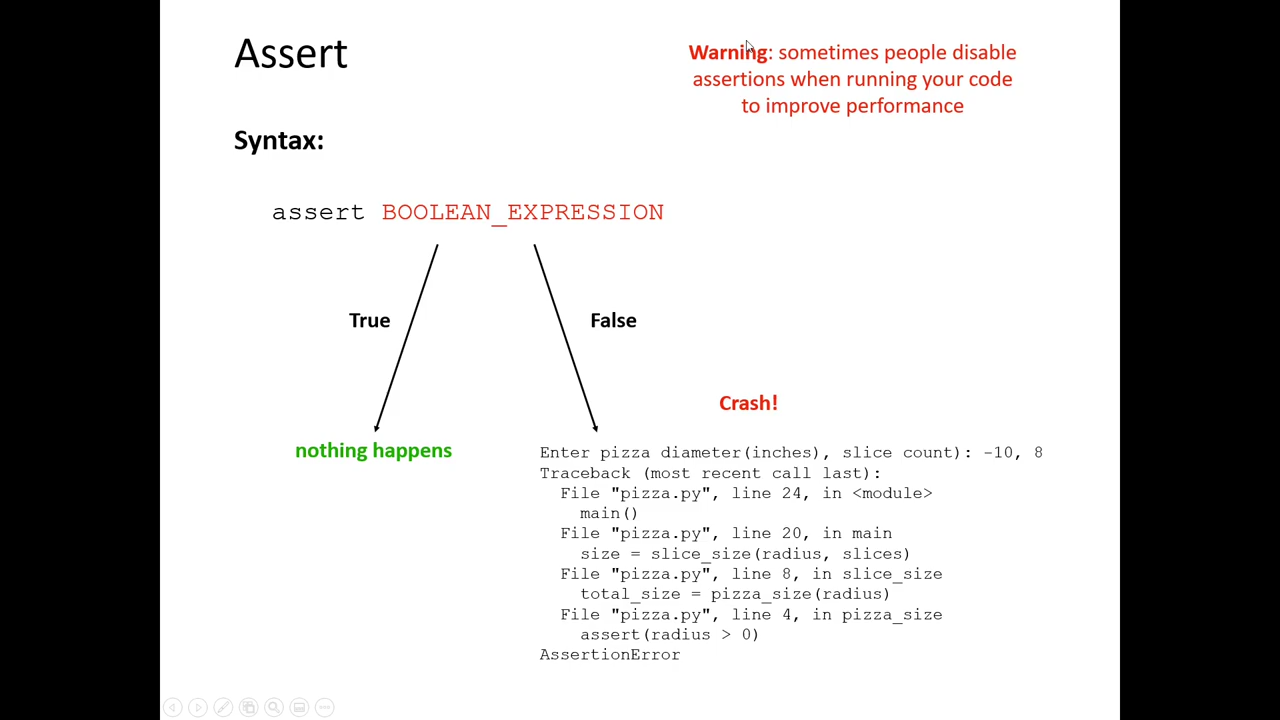 Assert
Warning: sometimes people disable
assertions when running your code
to improve performance
Syntax:
assert BOOLEAN_EXPRESSION
True
False
Crash!
nothing happens
Enter pizza diameter(inches), slice count): -10, 8
Traceback (most recent call last):
  File "pizza.py", line 24, in <module>
    main()
  File "pizza.py", line 20, in main
    size = slice_size(radius, slices)
  File "pizza.py", line 8, in slice_size
    total_size = pizza_size(radius)
  File "pizza.py", line 4, in pizza_size
    assert(radius > 0)
AssertionError